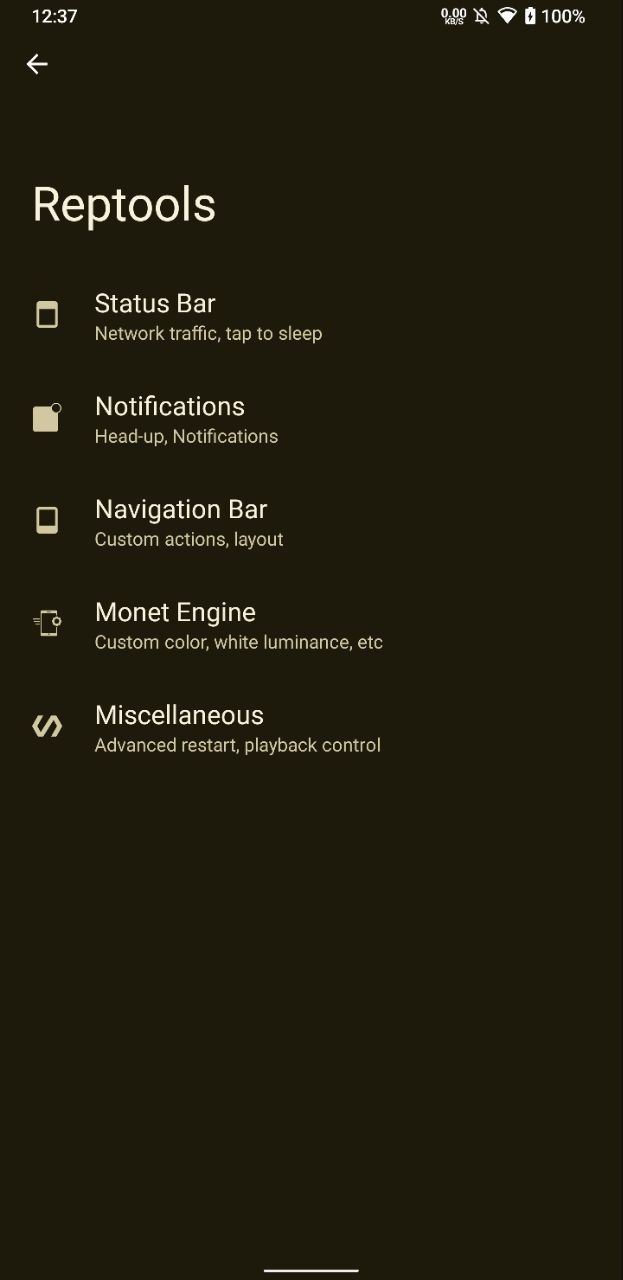 12:37
0.00
KB/S
100%
Reptools
Status Bar
Network traffic, tap to sleep
Notifications
Head-up, Notifications
Navigation Bar
Custom actions, layout
Monet Engine
Custom color, white luminance, etc
Miscellaneous
Advanced restart, playback control